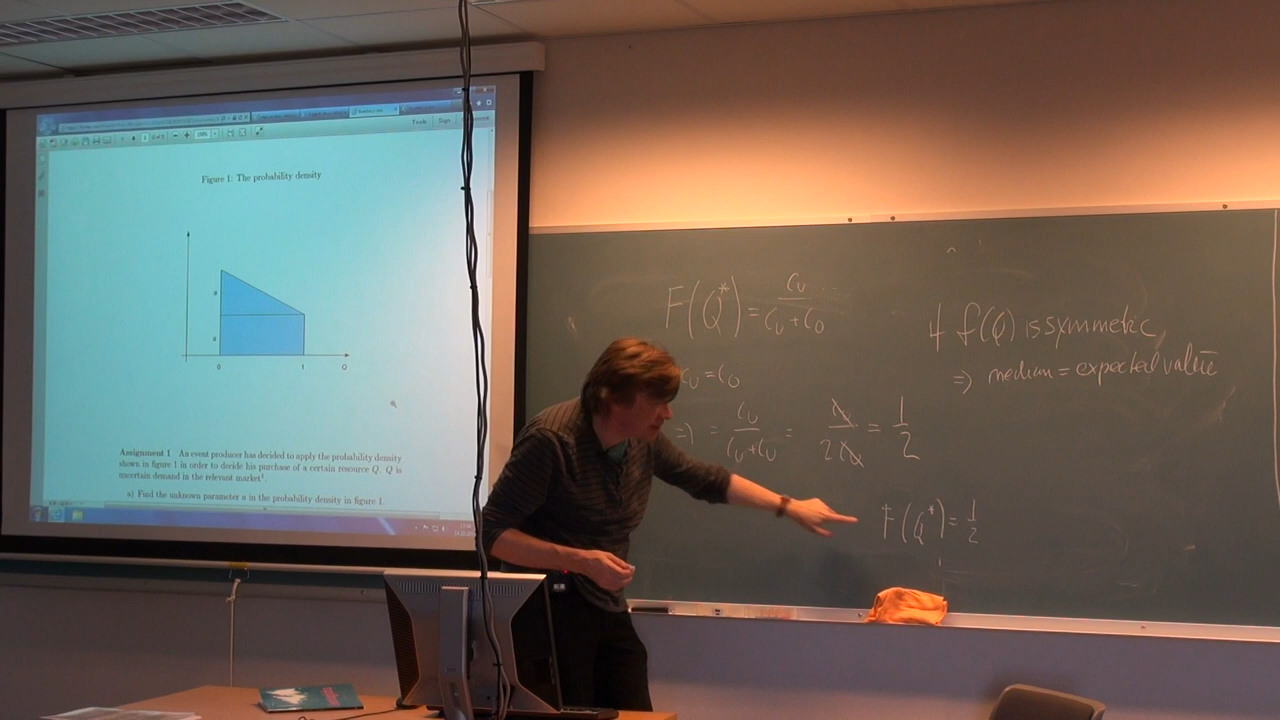 Tools Sign
Figure 1: The probability density
a
a
0 1 Q
Assignment 1 An event producer has decided to apply the probability density
shown in figure 1 in order to decide his purchase of a certain resource Q. Q is
uncertain demand in the relevant market¹.
a) Find the unknown parameter a in the probability density in figure 1.
F(Q*) = Cu / (Cu + Co)
Cu = Co
=> = Cu / (Cu + Cu) = Cu / 2Cu = 1/2
F(Q*) = 1/2
If f(Q) is symmetric
=> median = expected value